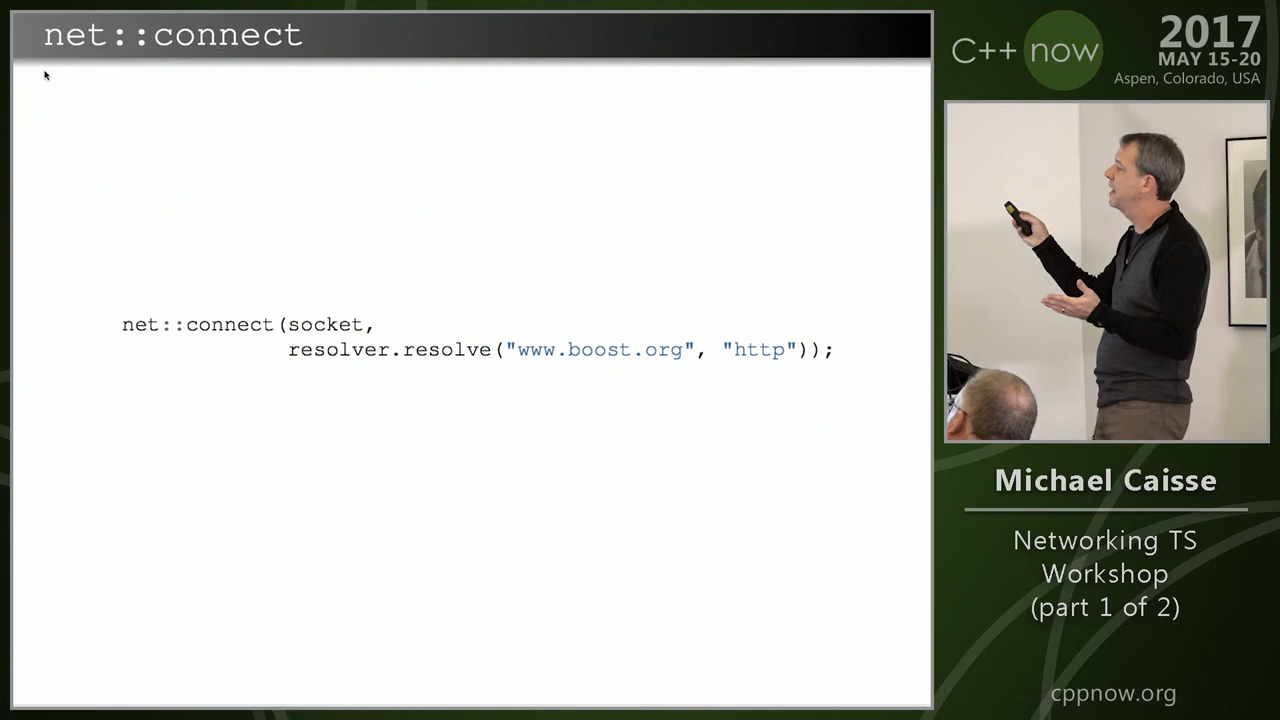 net::connect
net::connect(socket,
resolver.resolve("www.boost.org", "http"));
C++ now
2017
MAY 15-20
Aspen, Colorado, USA
Michael Caisse
Networking TS
Workshop
(part 1 of 2)
cppnow.org